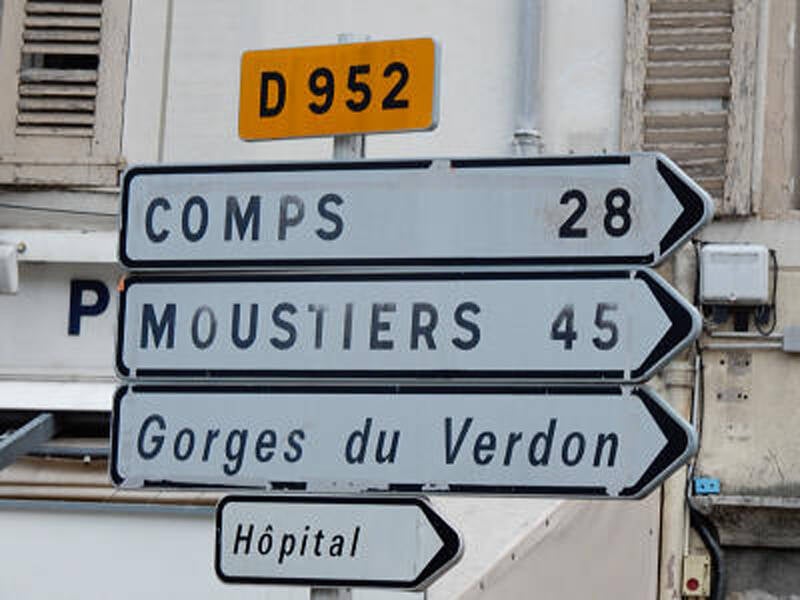 D 952
COMPS 28
P
MOUSTIERS 45
Gorges du Verdon
Hôpital